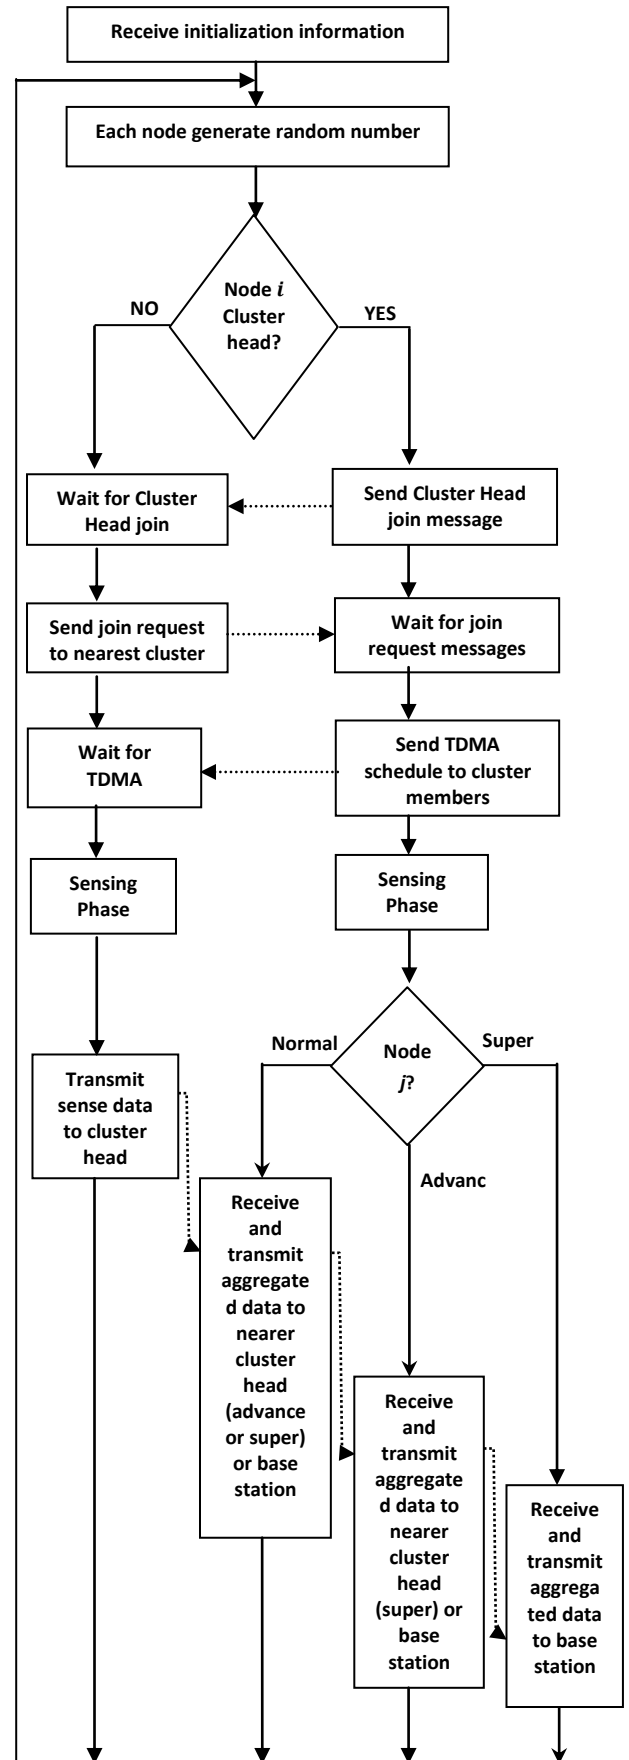 Receive initialization information
Each node generate random number
Node i
Cluster
head?
NO
YES
Wait for Cluster
Head join
Send Cluster Head
join message
Send join request
to nearest cluster
Wait for join
request messages
Wait for
TDMA
Send TDMA
schedule to cluster
members
Sensing
Phase
Sensing
Phase
Normal
Node
j?
Super
Advanc
Transmit
sense data
to cluster
head
Receive
and
transmit
aggregate
d data to
nearer
cluster
head
(advance
or super)
or base
station
Receive
and
transmit
aggregate
d data to
nearer
cluster
head
(super) or
base
station
Receive
and
transmit
aggrega
ted data
to base
station